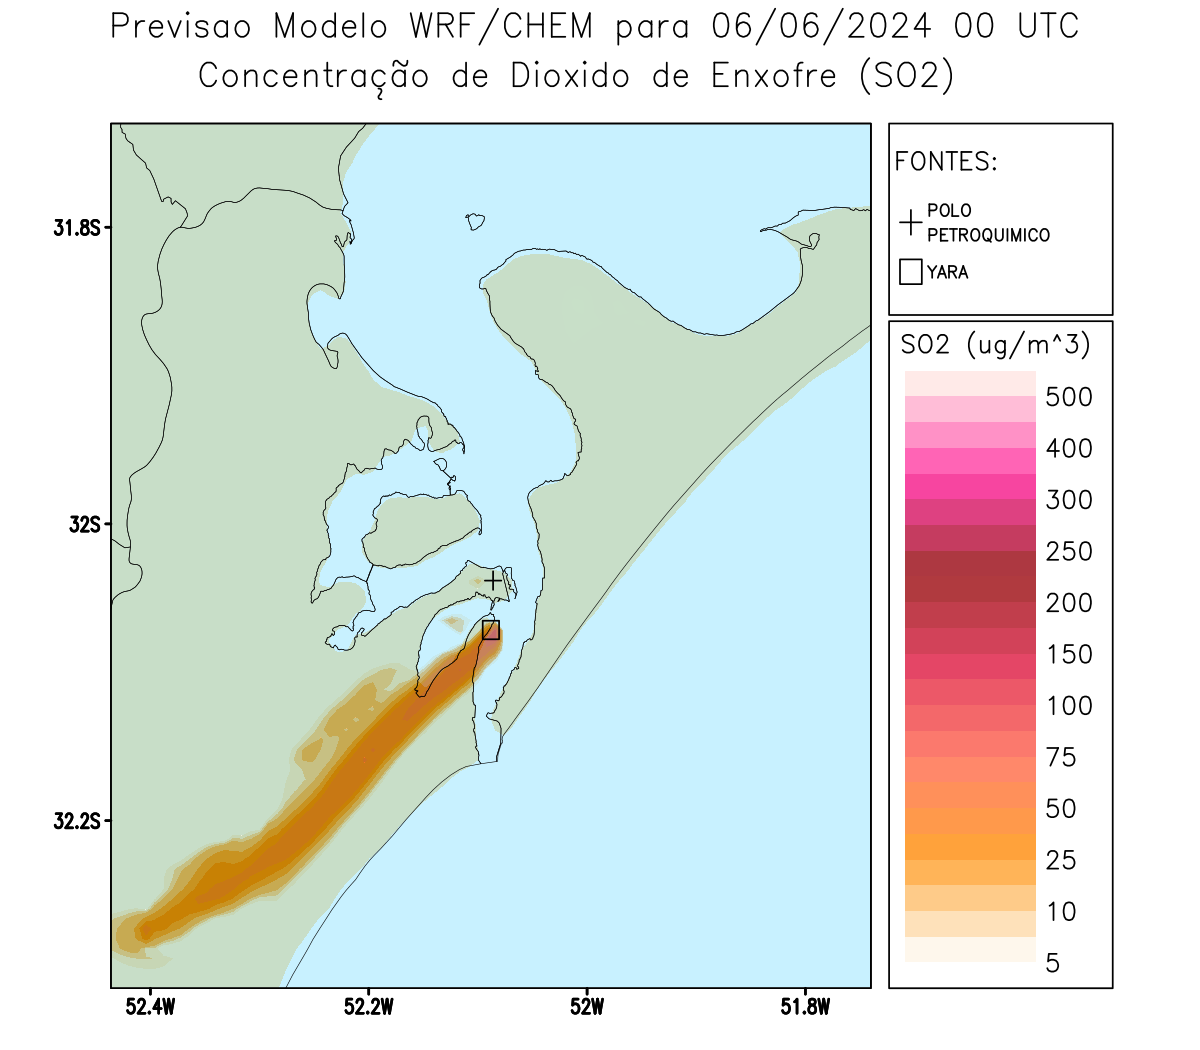 Previsao Modelo WRF/CHEM para 06/06/2024 00 UTC
Concentração de Dioxido de Enxofre (SO2)
FONTES:
POLO
PETROQUIMICO
YARA
SO2 (ug/m^3)
500
400
300
250
200
150
100
75
50
25
10
5
31.8S
32S
32.2S
52.4W
52.2W
52W
51.8W